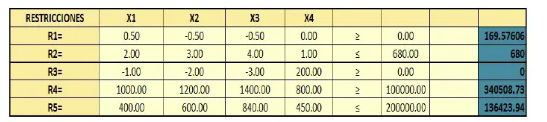 RESTRICCIONES X1 X2 X3 X4
R1= 0.50 -0.50 -0.50 0.00 ≥ 0.00 169.57606
R2= 2.00 3.00 4.00 1.00 ≤ 680.00 680
R3= -1.00 -2.00 -3.00 200.00 ≥ 0.00 0
R4= 1000.00 1200.00 1400.00 800.00 ≥ 100000.00 340508.73
R5= 400.00 600.00 840.00 450.00 ≤ 200000.00 136423.94